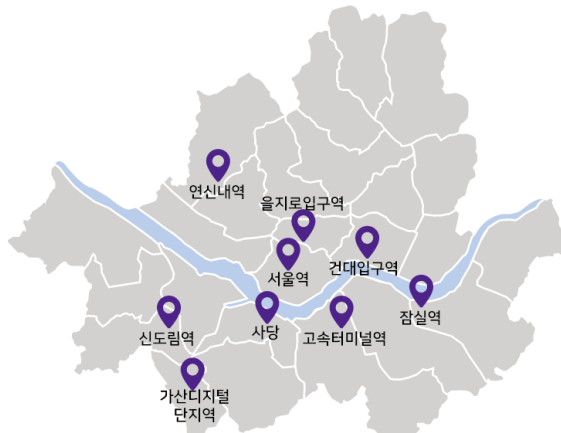 연신내역
을지로입구역
서울역
건대입구역
잠실역
신도림역
사당
고속터미널역
가산디지털
단지역